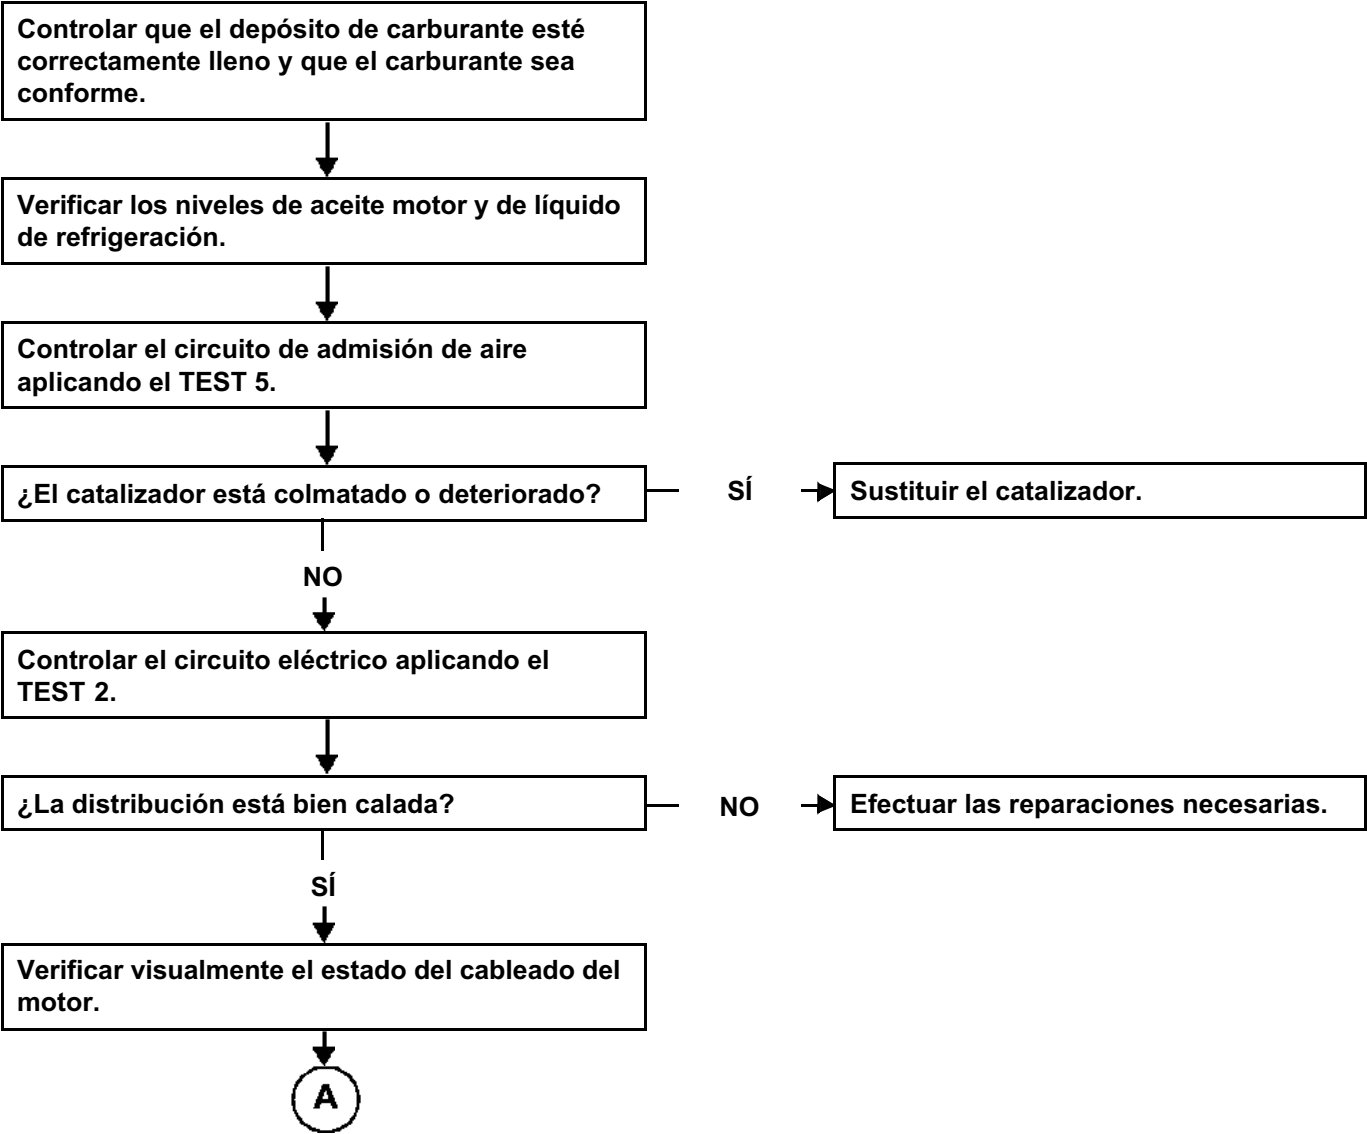 Controlar que el depósito de carburante esté
correctamente lleno y que el carburante sea
conforme.
Verificar los niveles de aceite motor y de líquido
de refrigeración.
Controlar el circuito de admisión de aire
aplicando el TEST 5.
¿El catalizador está colmatado o deteriorado?
SÍ
Sustituir el catalizador.
NO
Controlar el circuito eléctrico aplicando el
TEST 2.
¿La distribución está bien calada?
NO
Efectuar las reparaciones necesarias.
SÍ
Verificar visualmente el estado del cableado del
motor.
A